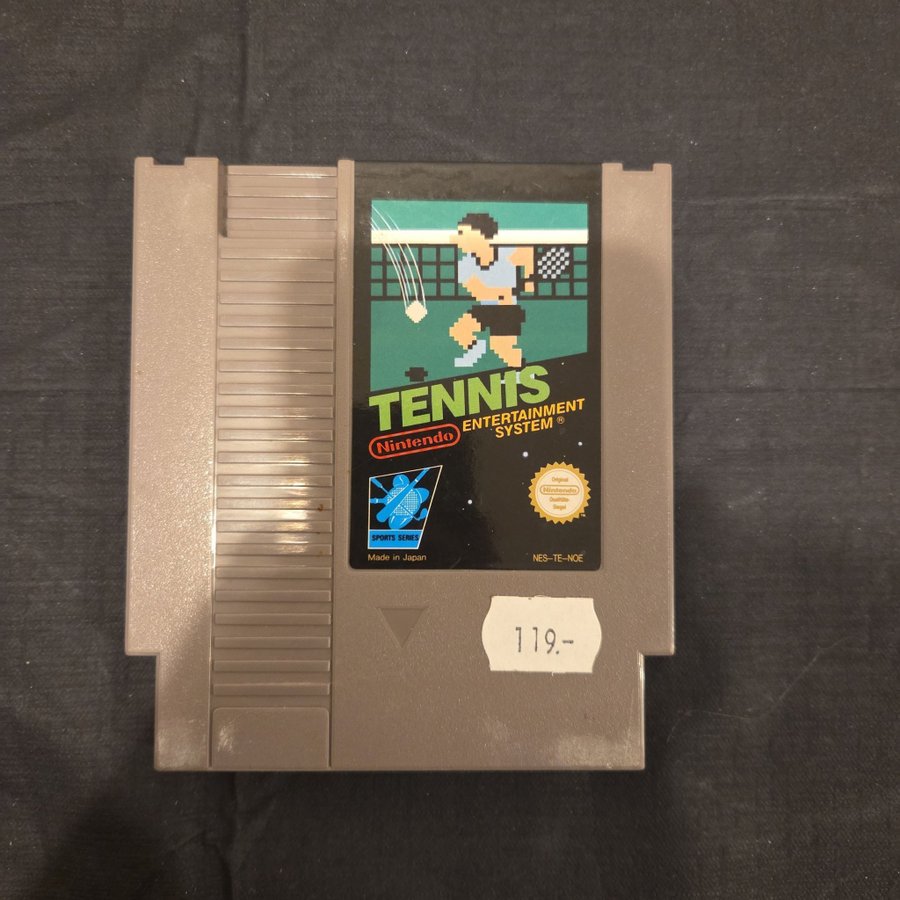 TENNIS
Nintendo
ENTERTAINMENT
SYSTEM®
SPORTS SERIES
Original
Nintendo
Qualitäts-
Siegel
Made in Japan
NES-TE-NOE
119.-